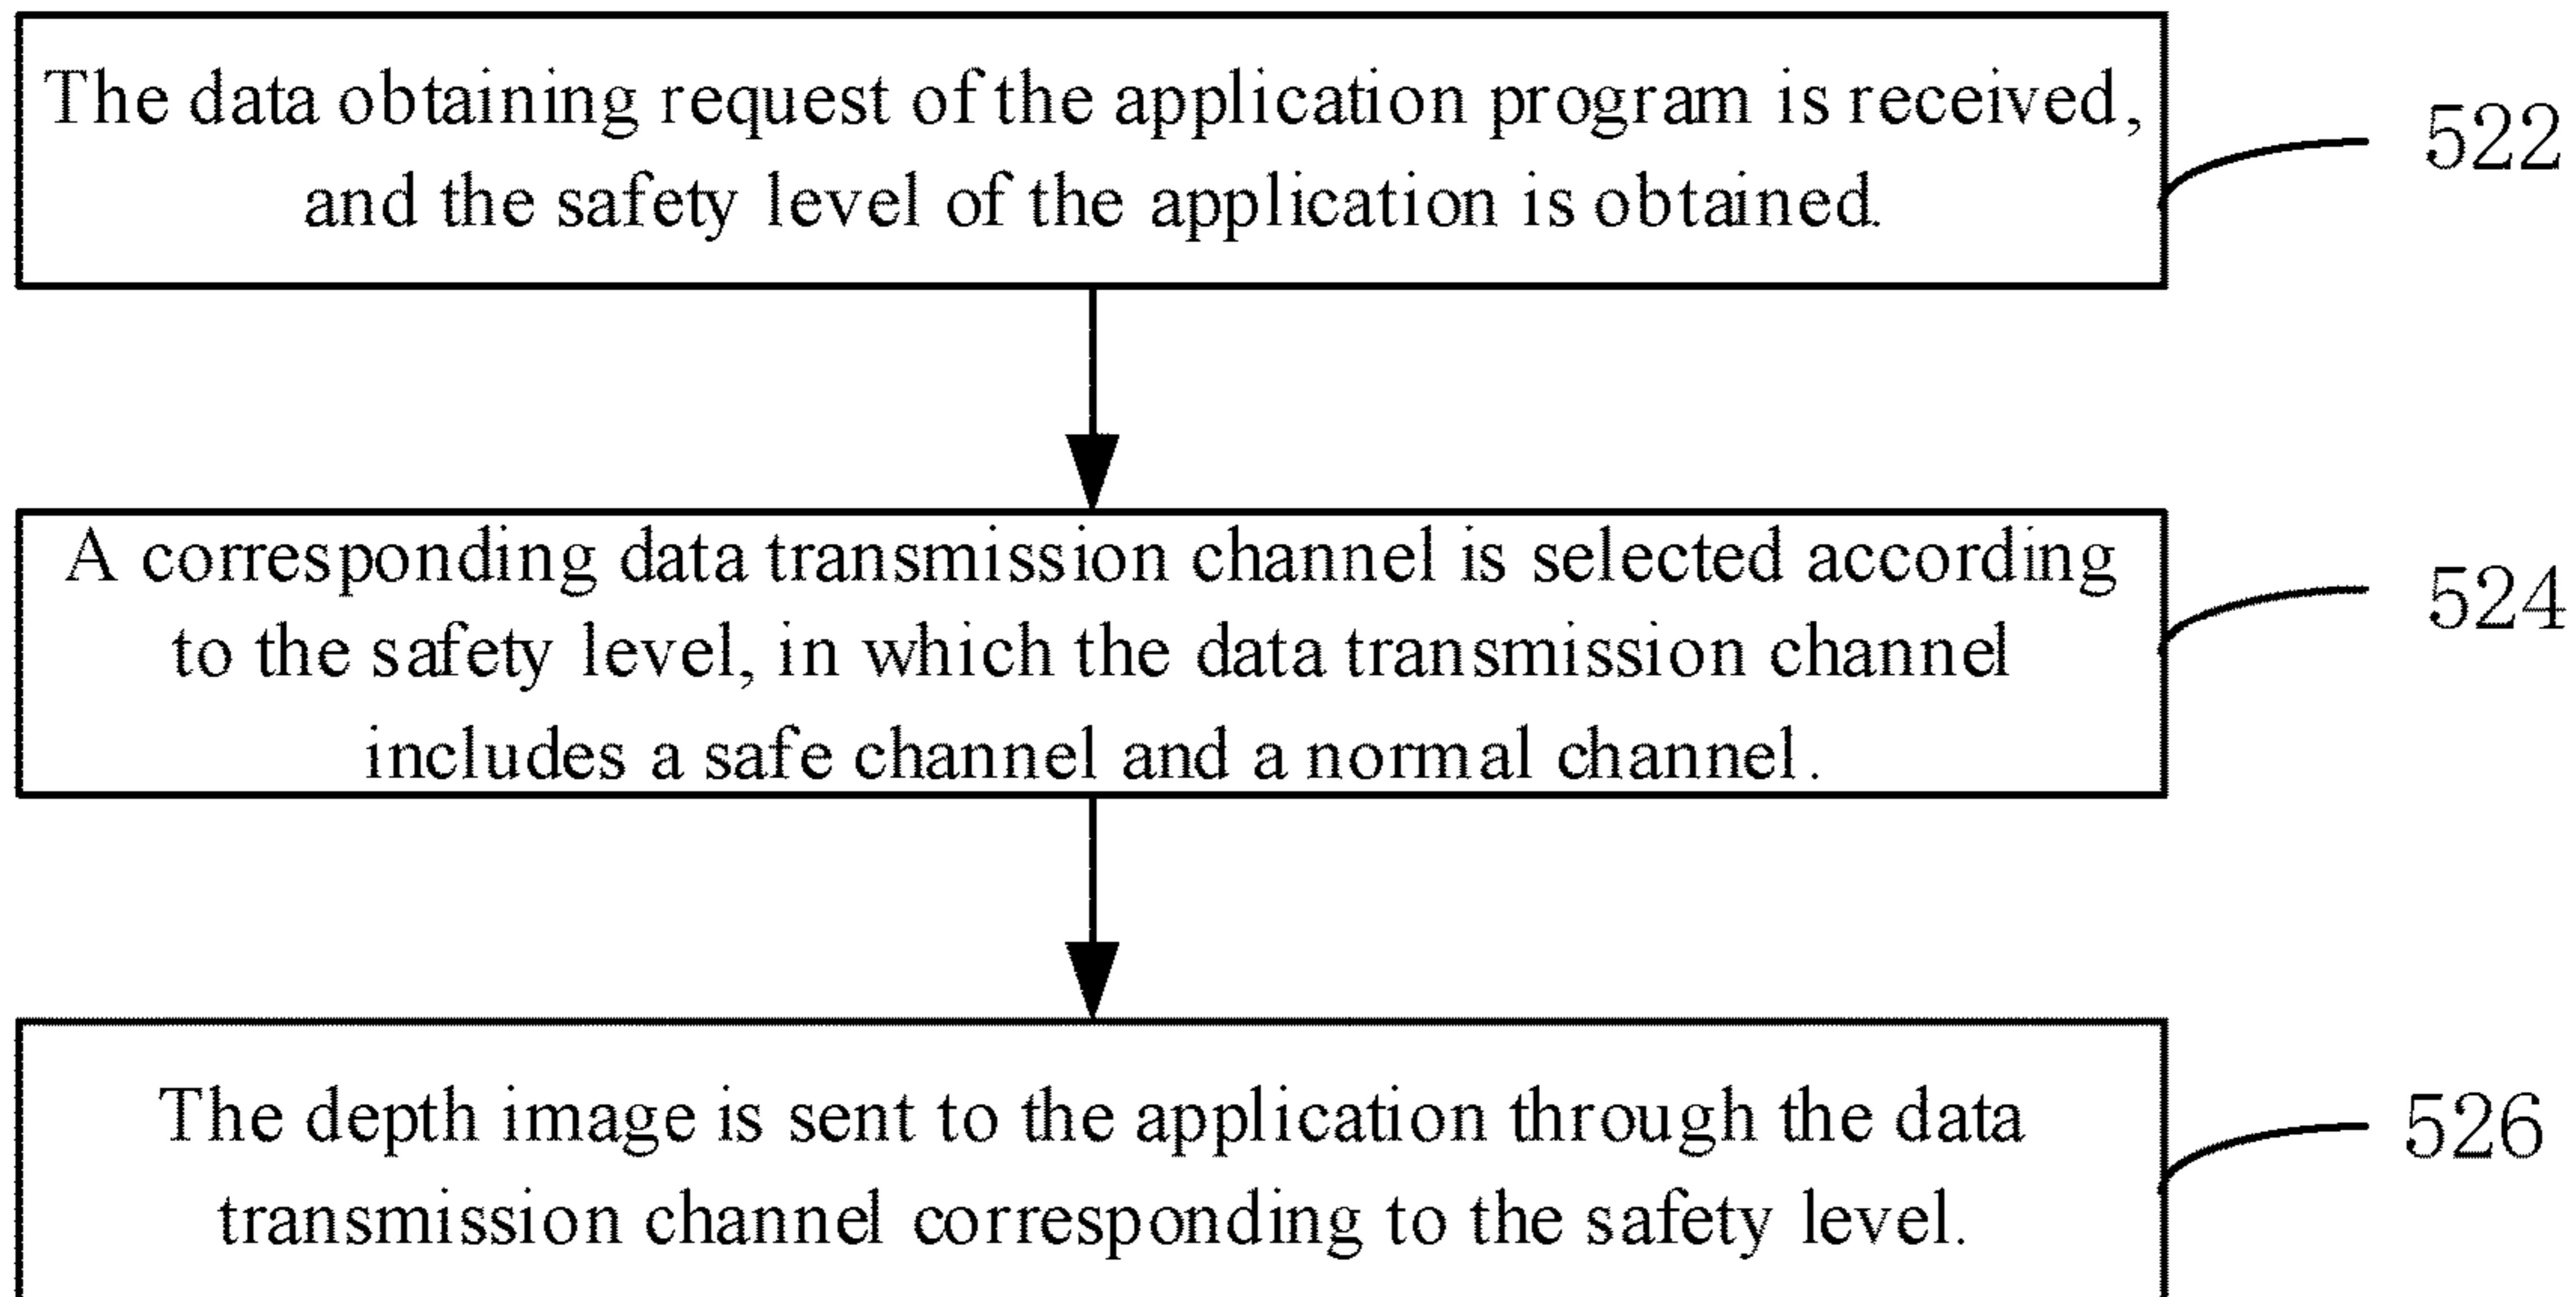 The data obtaining request of the application program is received,
and the safety level of the application is obtained.
522
A corresponding data transmission channel is selected according
to the safety level, in which the data transmission channel
includes a safe channel and a normal channel.
524
The depth image is sent to the application through the data
transmission channel corresponding to the safety level.
526